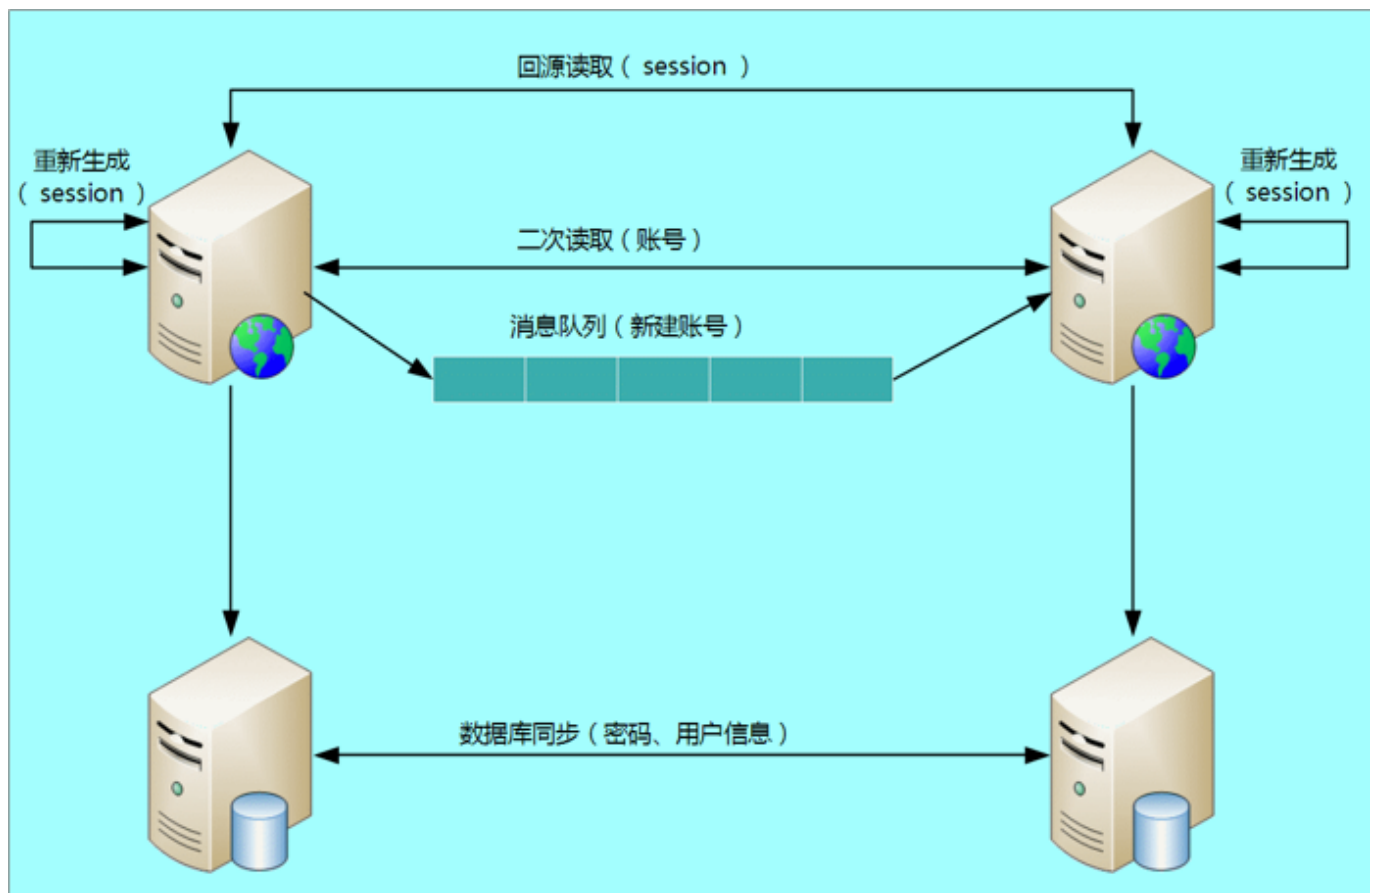 回源读取（ session ）
重新生成
（ session ）
重新生成
（ session ）
二次读取（账号）
消息队列（新建账号）
数据库同步（密码、用户信息）